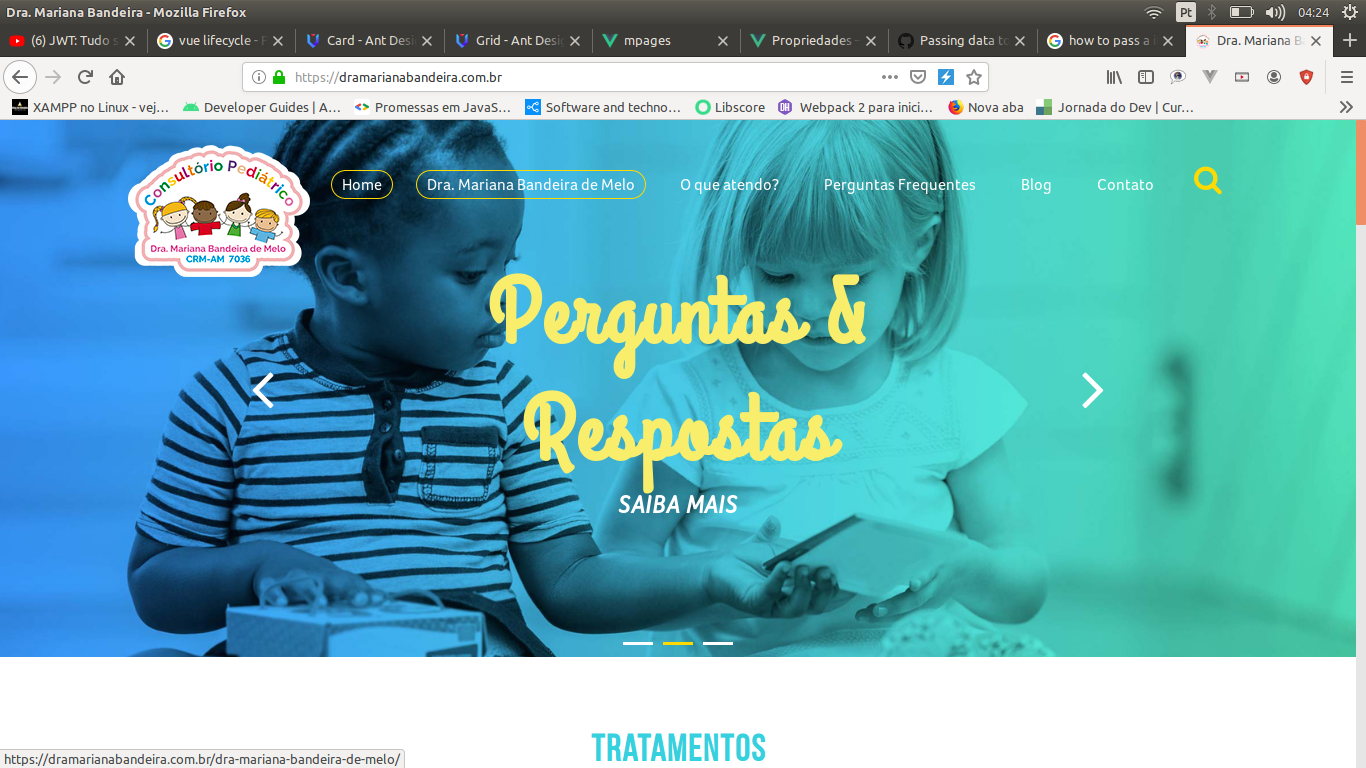 Dra. Mariana Bandeira - Mozilla Firefox
Pt
04:24
(6) JWT: Tudo s
vue lifecycle - P
Card - Ant Desi
Grid - Ant Desig
mpages
Propriedades -
Passing data to
how to pass a
Dra. Mariana B
https://dramarianabandeira.com.br
XAMPP no Linux - vej…
Developer Guides | A…
Promessas em JavaS…
Software and techno…
Libscore
Webpack 2 para inici…
Nova aba
Jornada do Dev | Cur…
Consultório Pediátrico
Dra. Mariana Bandeira de Melo
CRM-AM 7036
Home
Dra. Mariana Bandeira de Melo
O que atendo?
Perguntas Frequentes
Blog
Contato
Perguntas &
Respostas
SAIBA MAIS
TRATAMENTOS
https://dramarianabandeira.com.br/dra-mariana-bandeira-de-melo/